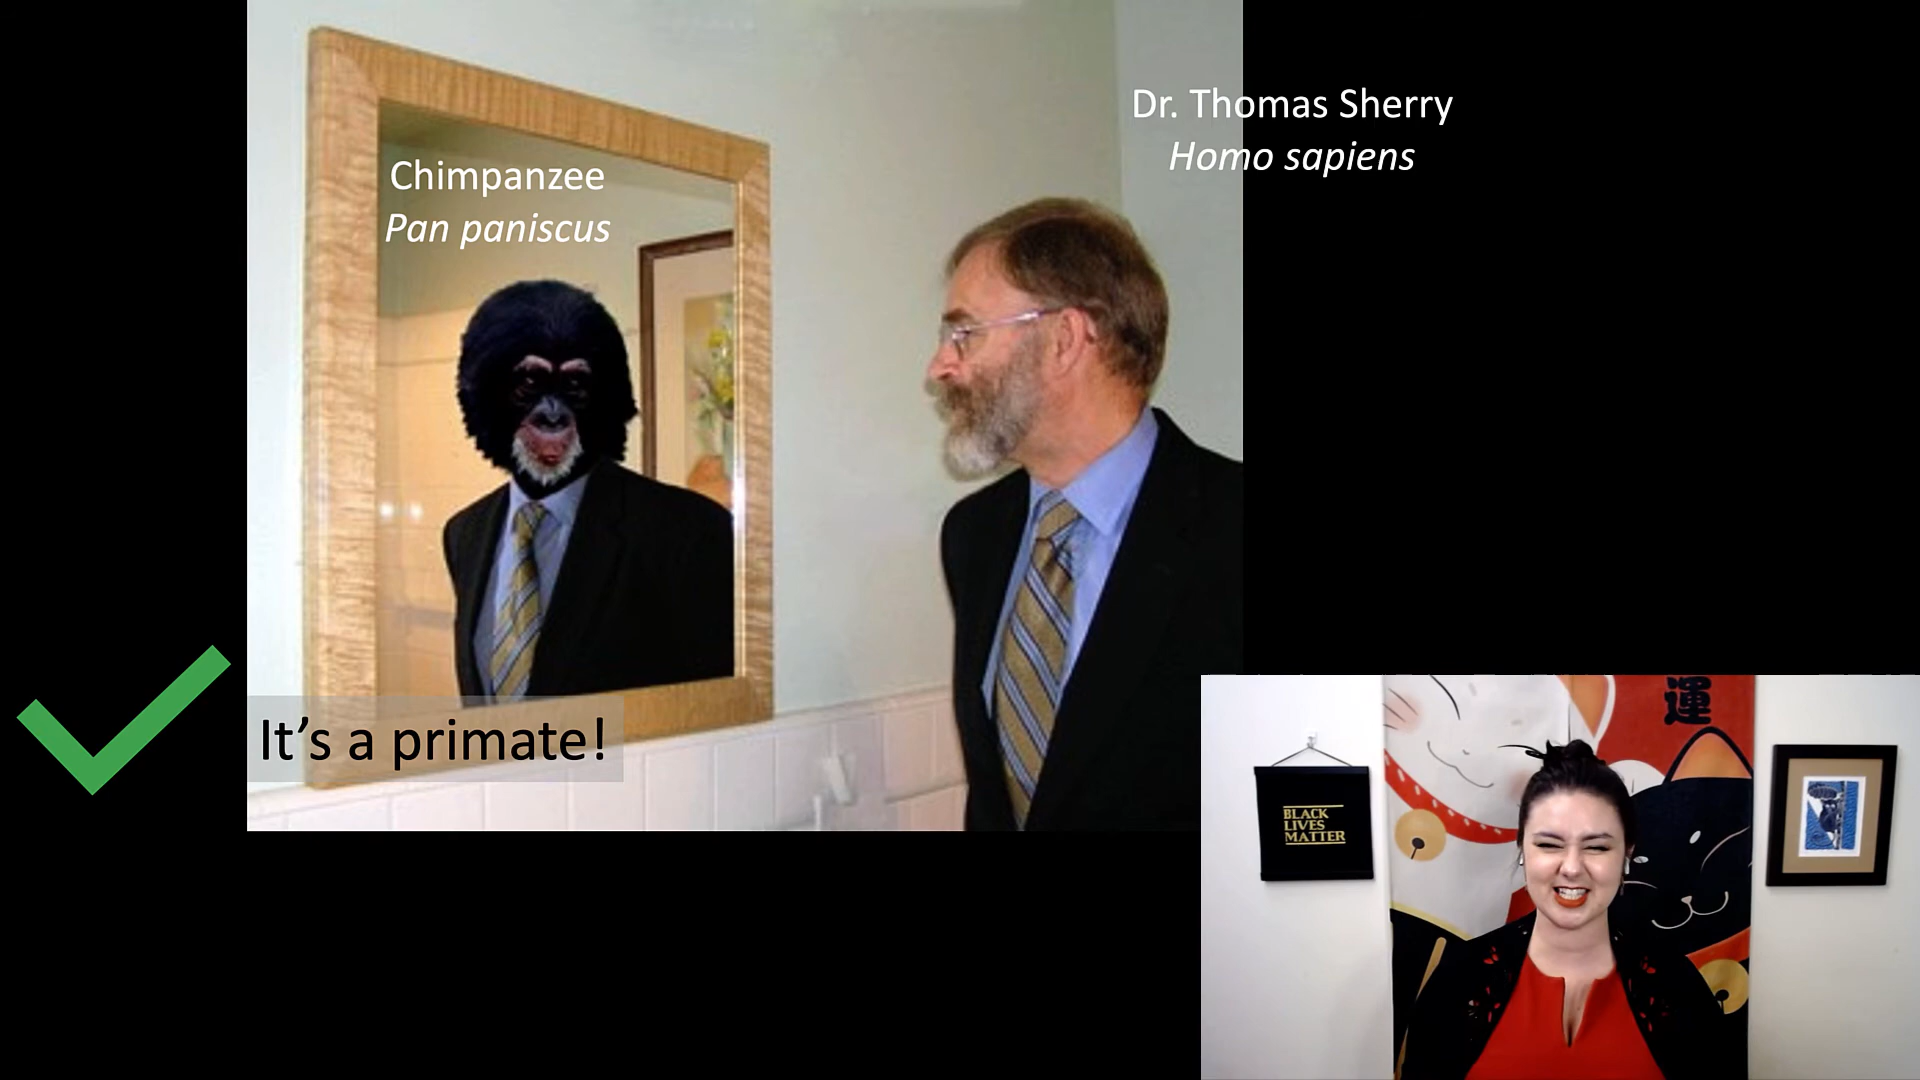 Dr. Thomas Sherry
Homo sapiens
Chimpanzee
Pan paniscus
It's a primate!
運
BLACK
LIVES
MATTER